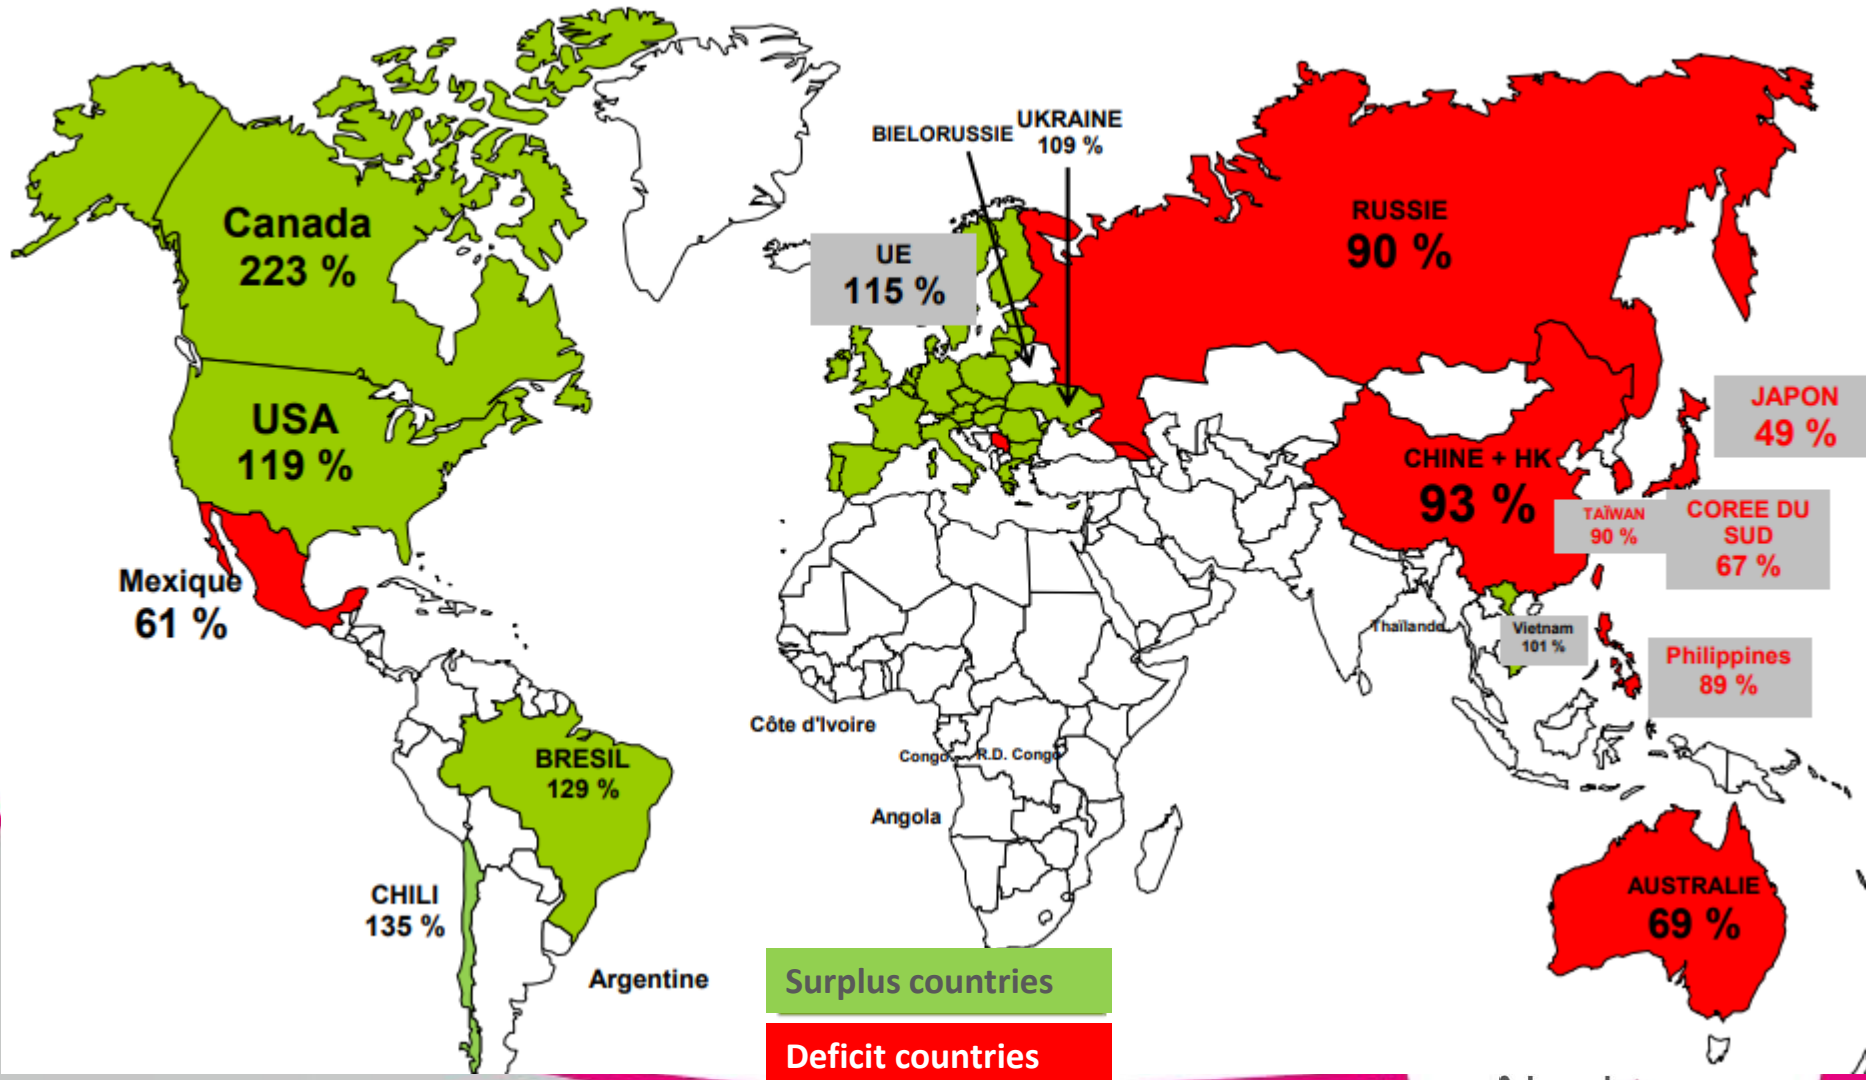 BIELORUSSIE
UKRAINE
109 %
Canada
223 %
UE
115 %
RUSSIE
90 %
USA
119 %
JAPON
49 %
CHINE + HK
93 %
TAÏWAN
90 %
COREE DU
SUD
67 %
Mexique
61 %
Thaïlande
Vietnam
101 %
Philippines
89 %
Côte d'Ivoire
Congo
R.D. Congo
BRESIL
129 %
Angola
CHILI
135 %
AUSTRALIE
69 %
Argentine
Surplus countries
Deficit countries